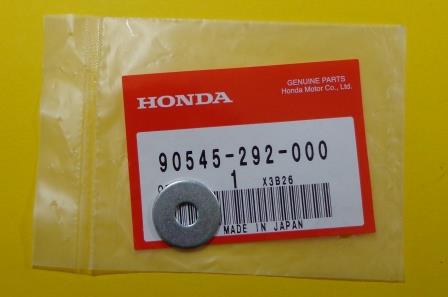 GENUINE PARTS
Honda Motor Co., Ltd.
HONDA
90545-292-000
1 X3B26
MADE IN JAPAN